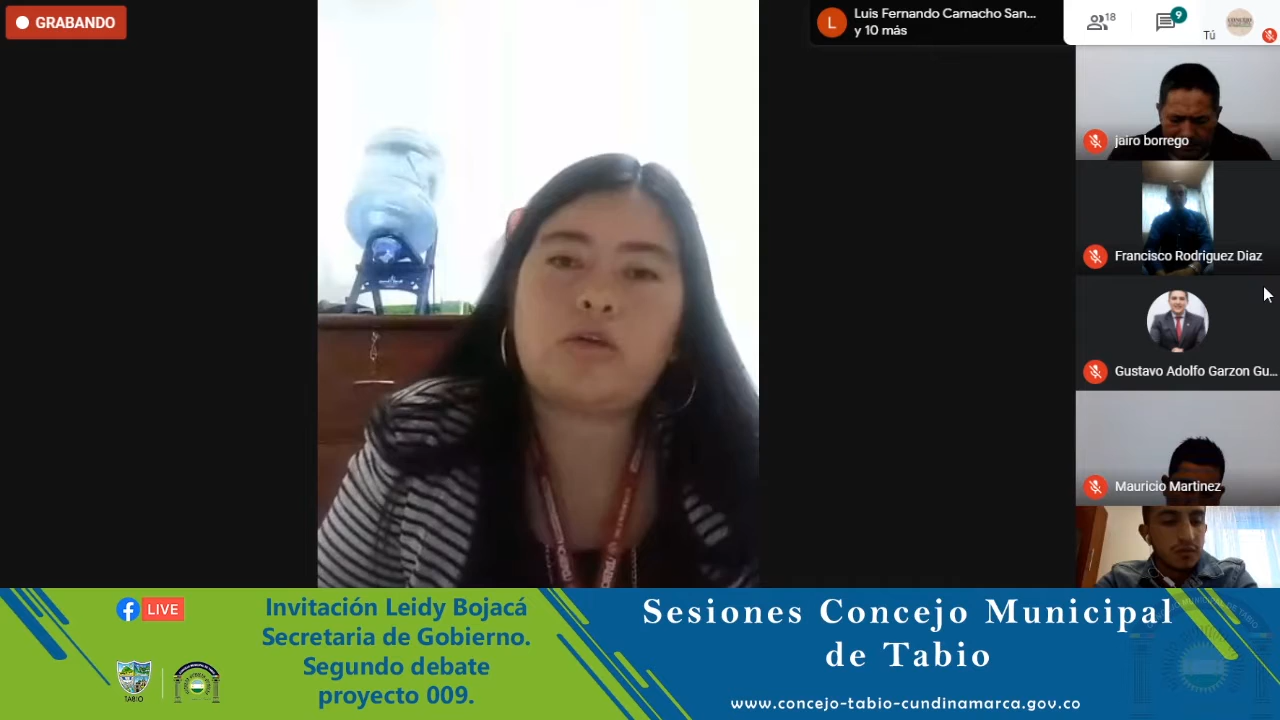 GRABANDO
Luis Fernando Camacho San...
y 10 más
18
9
Tú
jairo borrego
Francisco Rodriguez Diaz
Gustavo Adolfo Garzon Gu...
Mauricio Martinez
LIVE
TABIO
Invitación Leidy Bojacá
Secretaria de Gobierno.
Segundo debate
proyecto 009.
Sesiones Concejo Municipal
de Tabio
www.concejo-tabio-cundinamarca.gov.co